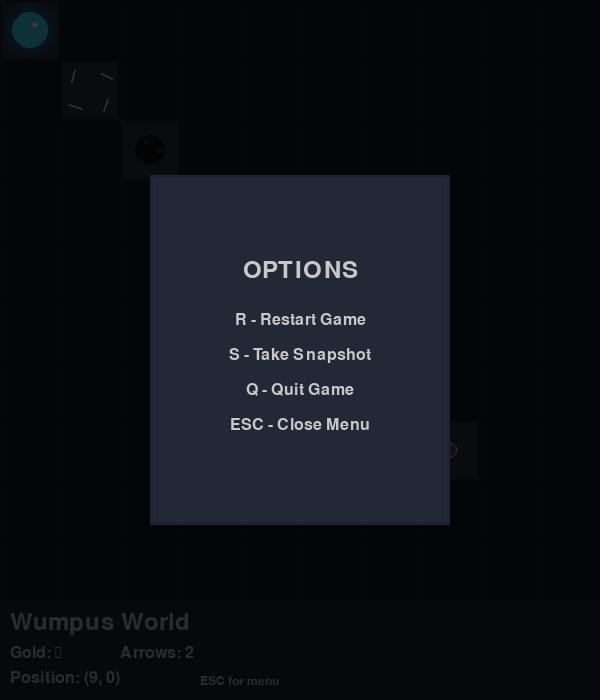 OPTIONS
R - Restart Game
S - Take Snapshot
Q - Quit Game
ESC - Close Menu
Wumpus World
Gold: Arrows: 2
Position: (9, 0) ESC for menu